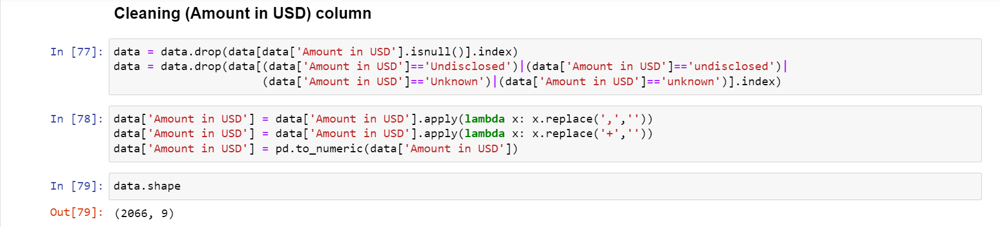 Cleaning (Amount in USD) column
In [77]: data = data.drop(data[data['Amount in USD'].isnull()].index)
data = data.drop(data[(data['Amount in USD']=='Undisclosed')|(data['Amount in USD']=='undisclosed')|
(data['Amount in USD']=='Unknown')|(data['Amount in USD']=='unknown')].index)
In [78]: data['Amount in USD'] = data['Amount in USD'].apply(lambda x: x.replace(',',''))
data['Amount in USD'] = data['Amount in USD'].apply(lambda x: x.replace('+',''))
data['Amount in USD'] = pd.to_numeric(data['Amount in USD'])
In [79]: data.shape
Out[79]: (2066, 9)